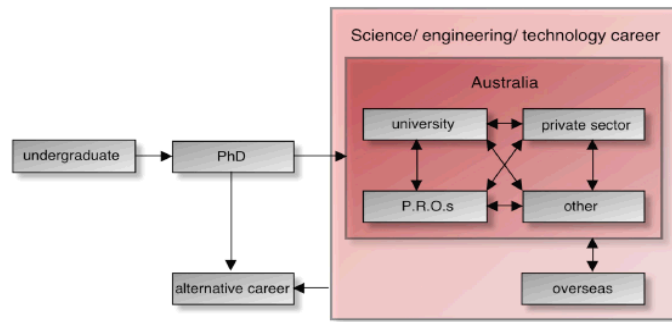 Science/ engineering/ technology career
Australia
university
private sector
undergraduate
PhD
P.R.O.s
other
alternative career
overseas